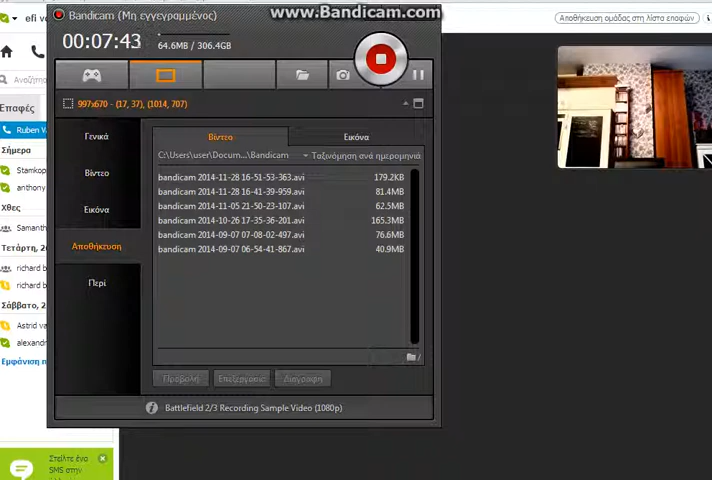 efi v
Bandicam (Μη εγγεγραμμένος)
www.Bandicam.com
Αποθήκευση ομάδας στη λίστα επαφών
00:07:43
64.6MB / 306.4GB
Αναζήτησ
997x670 - (17, 37), (1014, 707)
Επαφές
Ruben V
Σήμερα
Stamkop
anthony
Χθες
Samanth
Τετάρτη, 2
richard b
richard b
Σάββατο,
Astrid va
alexand
Εμφάνιση π
Γενικά
Βίντεο
Εικόνα
Αποθήκευση
Περί
Βίντεο
Εικόνα
C:\Users\user\Docum...\Bandicam
Ταξινόμηση ανά ημερομηνιά
bandicam 2014-11-28 16-51-53-363.avi 179.2KB
bandicam 2014-11-28 16-41-39-959.avi 81.4MB
bandicam 2014-11-05 21-50-23-107.avi 62.5MB
bandicam 2014-10-26 17-35-36-201.avi 165.3MB
bandicam 2014-09-07 07-08-02-497.avi 76.6MB
bandicam 2014-09-07 06-54-41-867.avi 40.9MB
Προβολή
Επεξεργασία
Διαγραφή
Battlefield 2/3 Recording Sample Video (1080p)
Στείλτε ένα
SMS στην